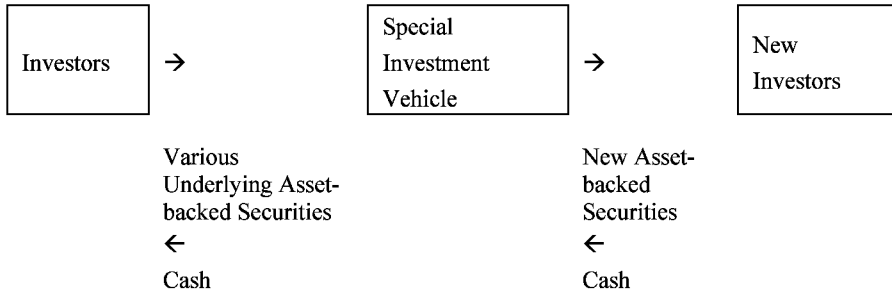 Investors
→
Special
Investment
Vehicle
→
New
Investors
Various
Underlying Asset-
backed Securities
←
Cash
New Asset-
backed
Securities
←
Cash